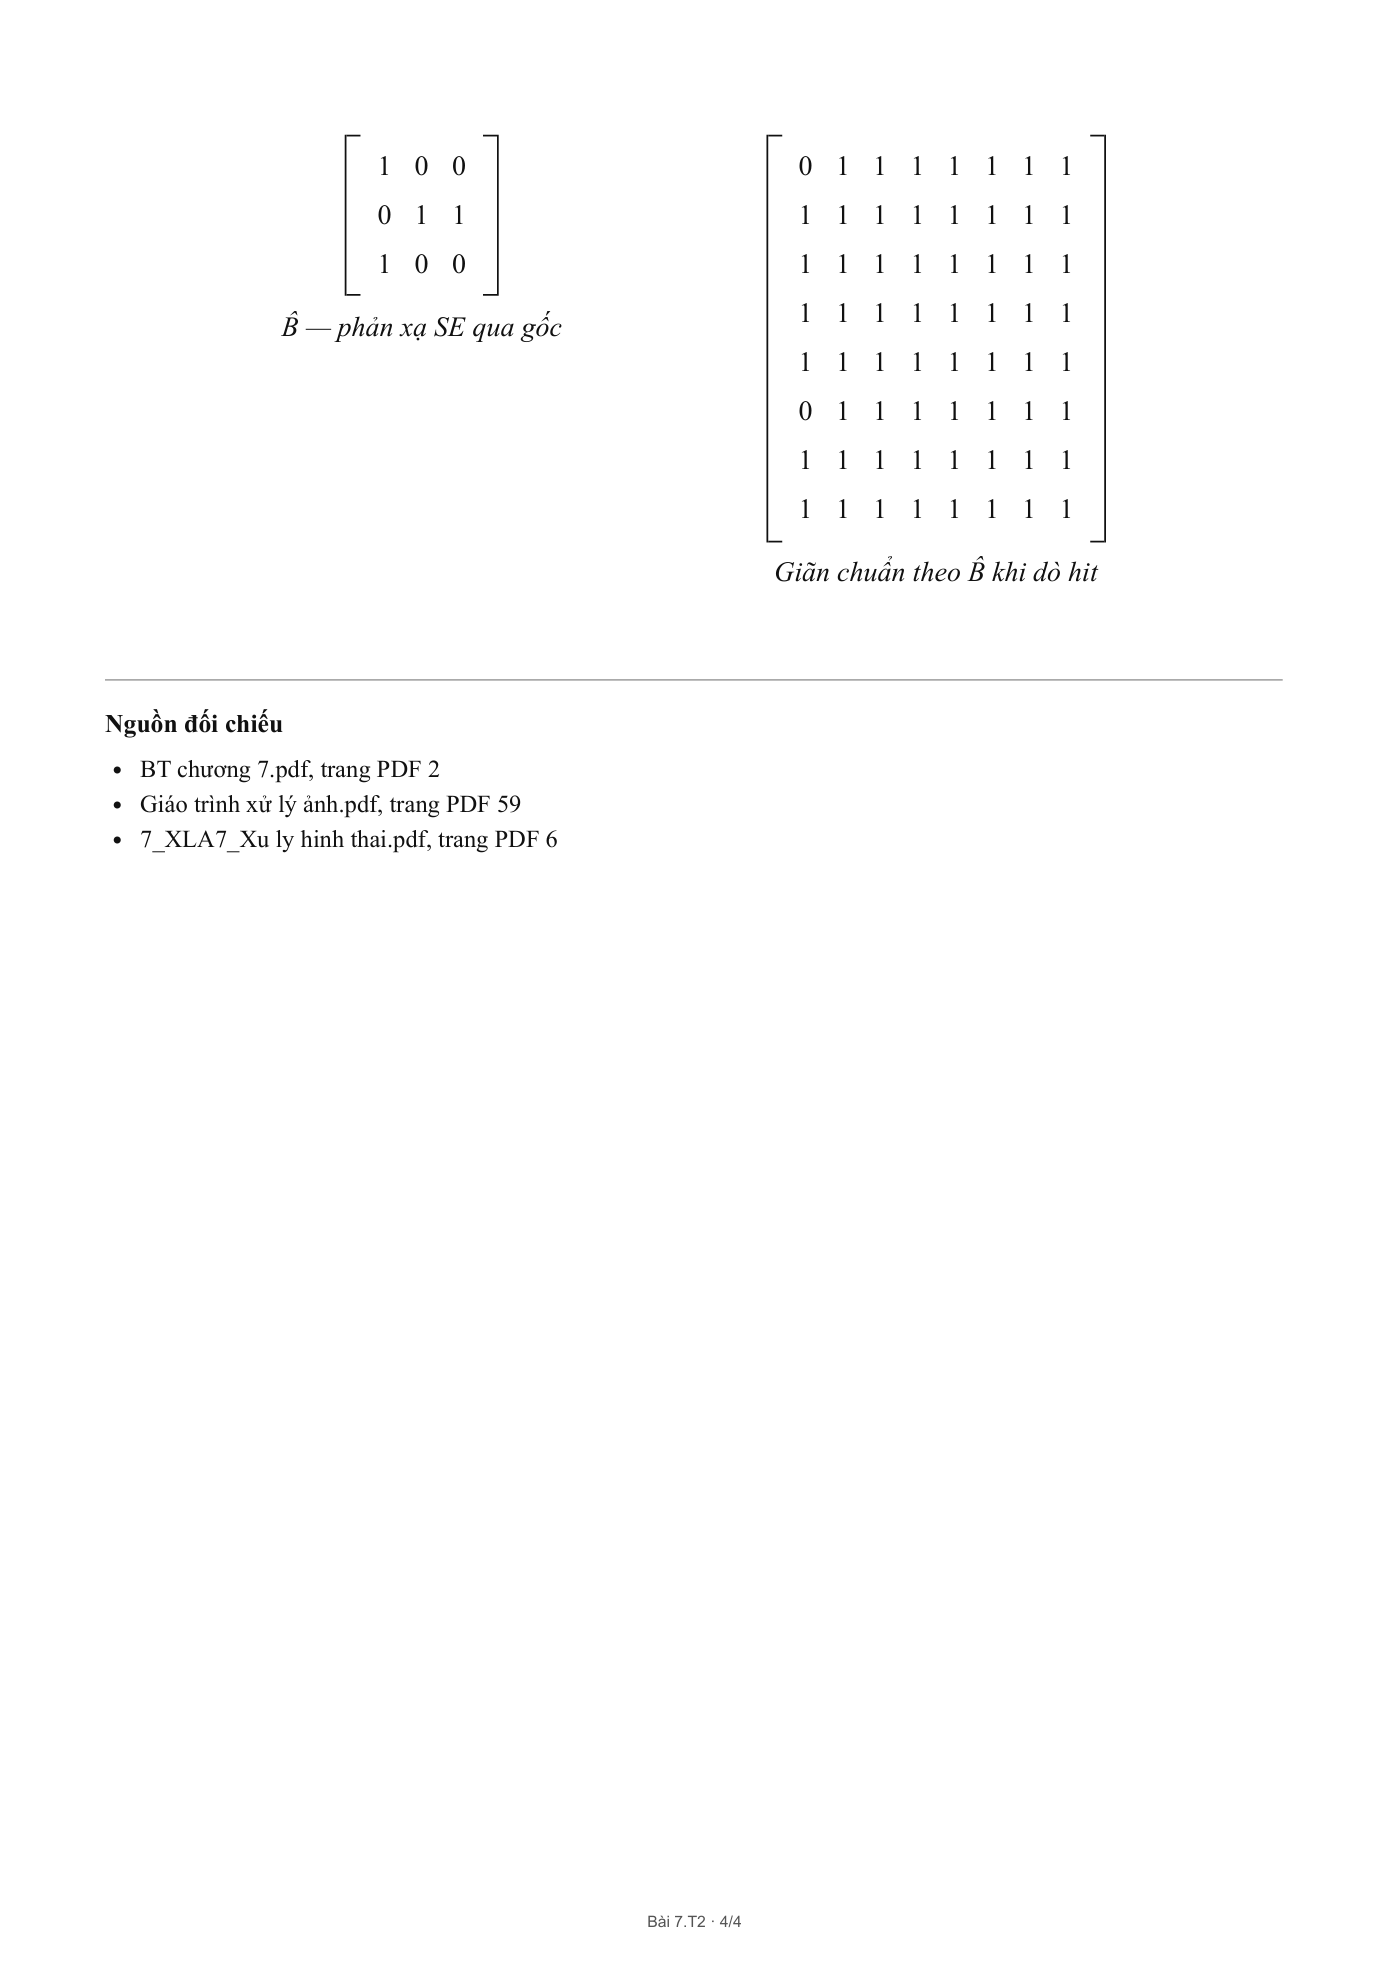 1 0 0
0 1 1
1 0 0
B̂ — phản xạ SE qua gốc
0 1 1 1 1 1 1 1
1 1 1 1 1 1 1 1
1 1 1 1 1 1 1 1
1 1 1 1 1 1 1 1
1 1 1 1 1 1 1 1
0 1 1 1 1 1 1 1
1 1 1 1 1 1 1 1
1 1 1 1 1 1 1 1
Giãn chuẩn theo B̂ khi dò hit
Nguồn đối chiếu
• BT chương 7.pdf, trang PDF 2
• Giáo trình xử lý ảnh.pdf, trang PDF 59
• 7_XLA7_Xu ly hinh thai.pdf, trang PDF 6
Bài 7.T2 · 4/4